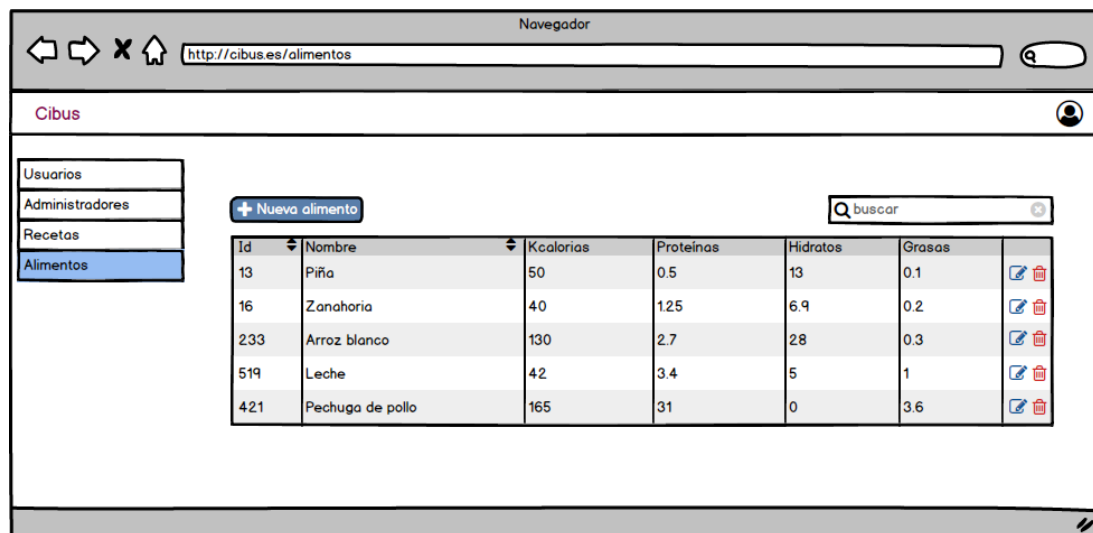 Navegador
http://cibus.es/alimentos
Cibus
Usuarios
Administradores
Recetas
Alimentos
Nueva alimento
buscar
Id Nombre Kcalorias Proteínas Hidratos Grasas
13 Piña 50 0.5 13 0.1
16 Zanahoria 40 1.25 6.9 0.2
233 Arroz blanco 130 2.7 28 0.3
519 Leche 42 3.4 5 1
421 Pechuga de pollo 165 31 0 3.6